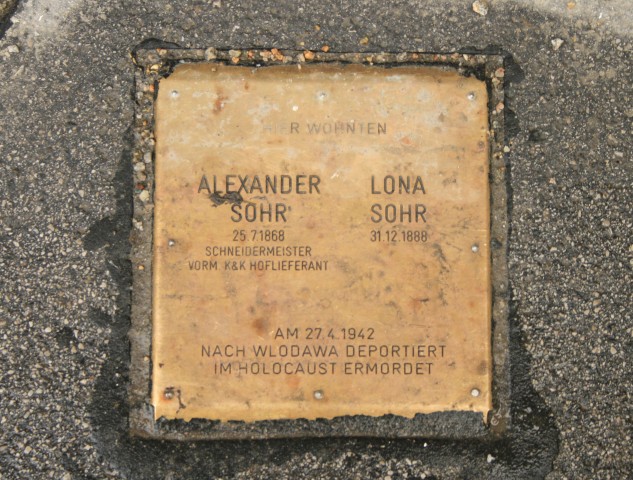 HIER WOHNTEN
ALEXANDER SOHR
25.7.1868
SCHNEIDERMEISTER
VORM. K&K HOFLIEFERANT
LONA SOHR
31.12.1888
AM 27.4.1942
NACH WLODAWA DEPORTIERT
IM HOLOCAUST ERMORDET